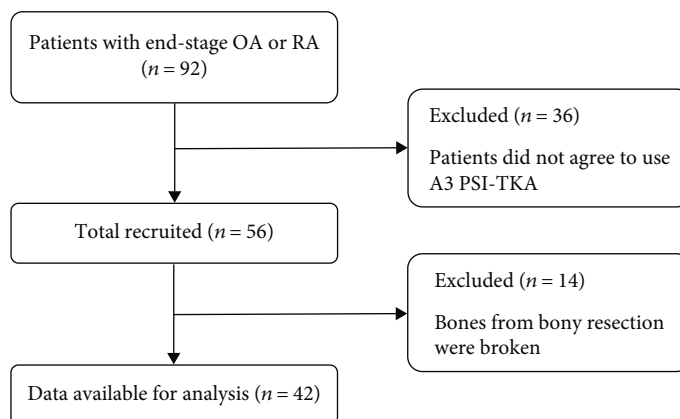 Patients with end-stage OA or RA
(n = 92)
Excluded (n = 36)
Patients did not agree to use
A3 PSI-TKA
Total recruited (n = 56)
Excluded (n = 14)
Bones from bony resection
were broken
Data available for analysis (n = 42)